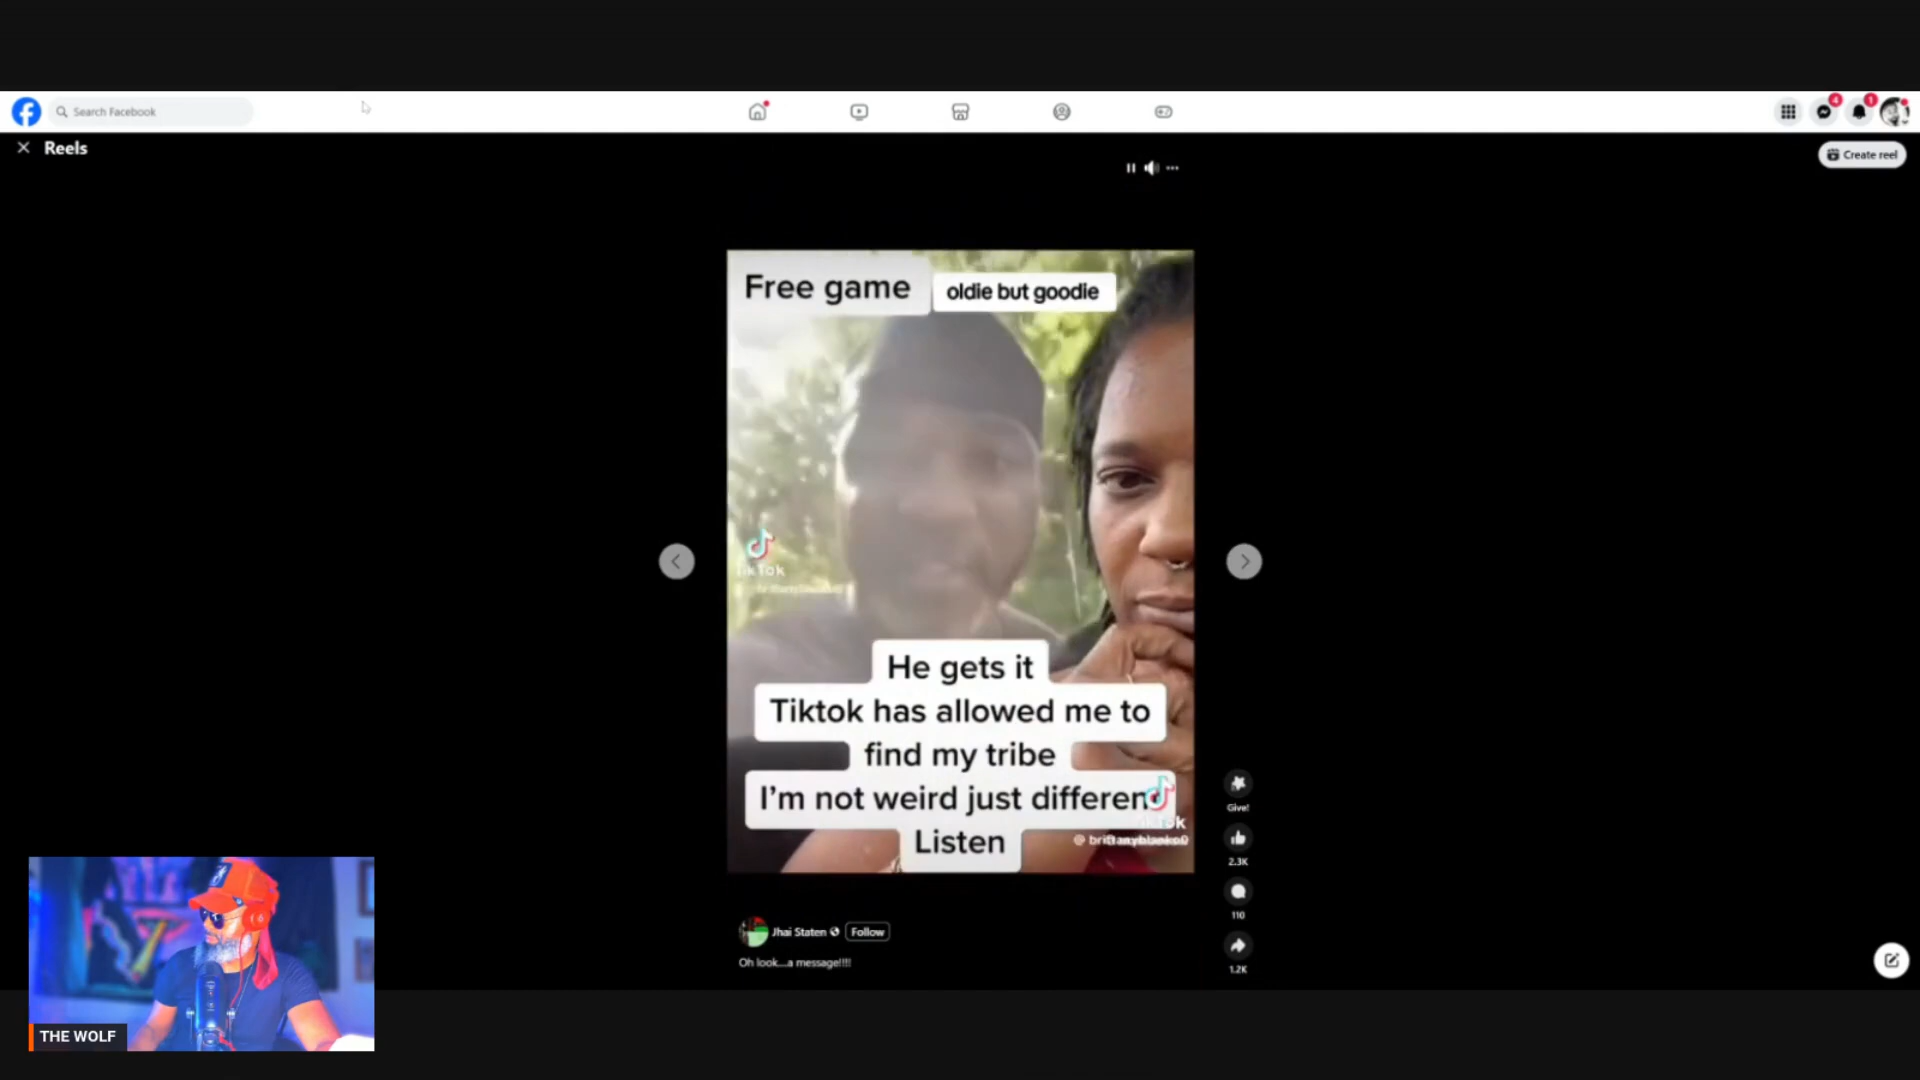 Search Facebook
4
1
Reels
Create reel
Free game
oldie but goodie
TikTok
He gets it
Tiktok has allowed me to
find my tribe
I'm not weird just differen
Listen
Give!
2.3K
110
1.2K
Jhai Staten
Follow
Oh look...a message!!!!
THE WOLF